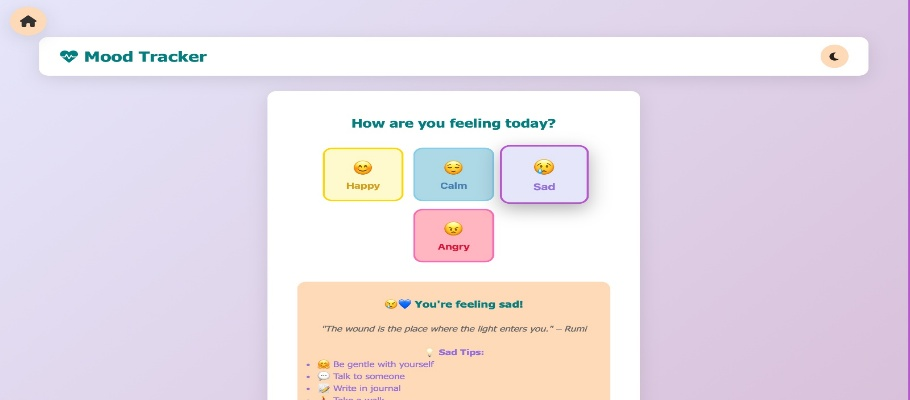 Mood Tracker
How are you feeling today?
Happy
Calm
Sad
Angry
You're feeling sad!
"The wound is the place where the light enters you." – Rumi
Sad Tips:
Be gentle with yourself
Talk to someone
Write in journal
Take a walk